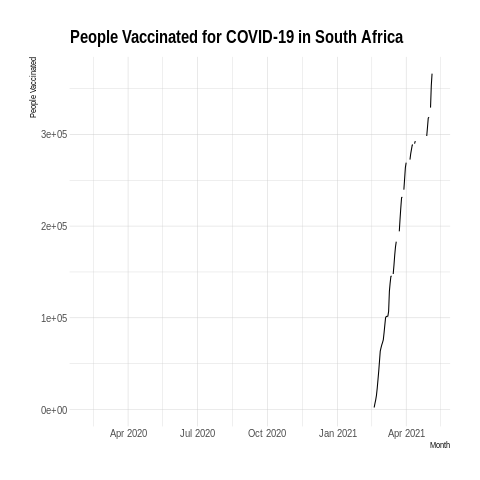 People Vaccinated for COVID-19 in South Africa
People Vaccinated
3e+05
2e+05
1e+05
0e+00
Apr 2020 Jul 2020 Oct 2020 Jan 2021 Apr 2021
Month